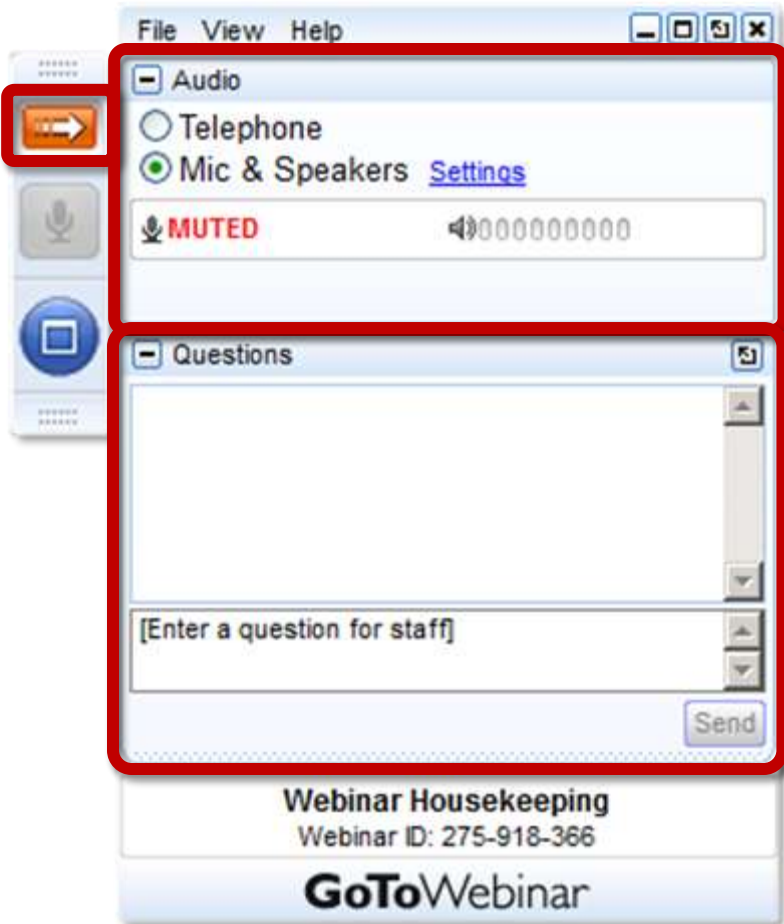 File View Help
Audio
Telephone
Mic & Speakers Settings
MUTED
Questions
[Enter a question for staff]
Send
Webinar Housekeeping
Webinar ID: 275-918-366
GoToWebinar